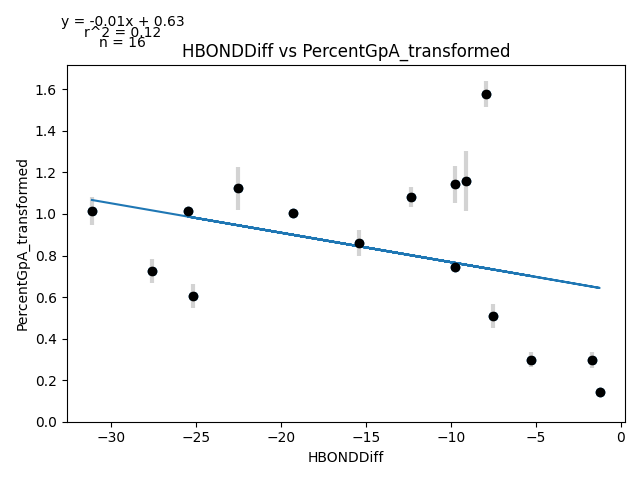 y = -0.01x + 0.63
r^2 = 0.12
n = 16
HBONDDiff vs PercentGpA_transformed
PercentGpA_transformed
1.6
1.4
1.2
1.0
0.8
0.6
0.4
0.2
0.0
−30
−25
−20
−15
−10
−5
0
HBONDDiff